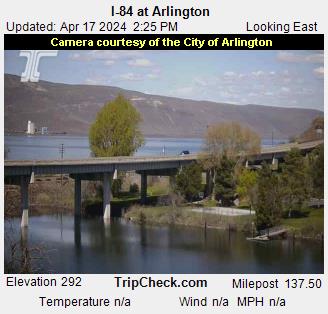 I-84 at Arlington
Updated: Apr 17 2024 2:25 PM Looking East
Camera courtesy of the City of Arlington
Elevation 292 TripCheck.com Milepost 137.50
Temperature n/a Wind n/a MPH n/a